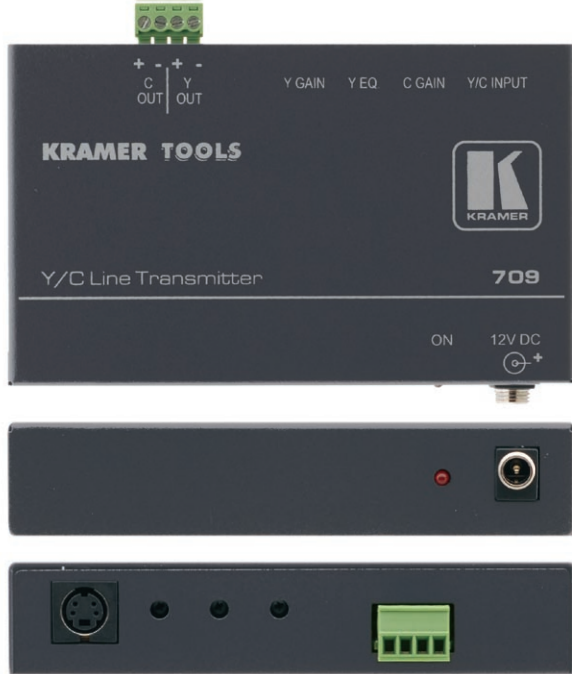 + - + -
C Y
OUT OUT
Y GAIN Y EQ. C GAIN Y/C INPUT
KRAMER TOOLS
K
KRAMER
Y/C Line Transmitter 709
ON 12V DC
+